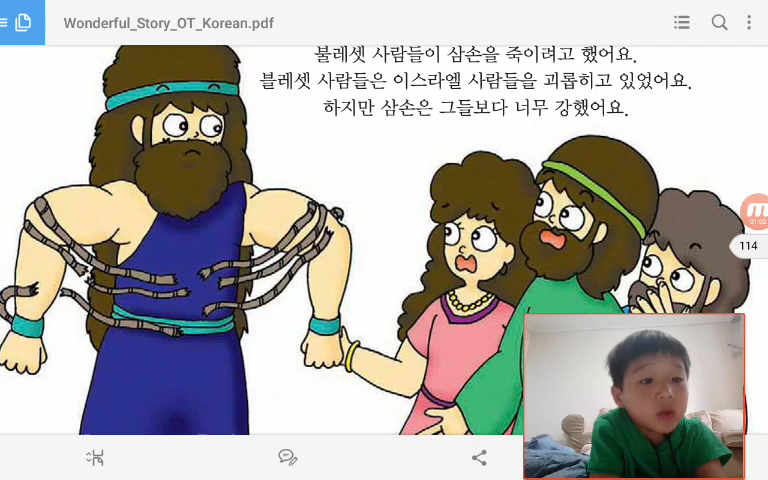 Wonderful_Story_OT_Korean.pdf
불레셋 사람들이 삼손을 죽이려고 했어요.
블레셋 사람들은 이스라엘 사람들을 괴롭히고 있었어요.
하지만 삼손은 그들보다 너무 강했어요.
01:02
114